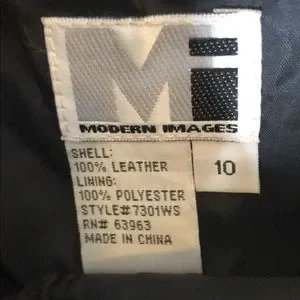 Mi
MODERN IMAGES
SHELL:
100% LEATHER
LINING:
100% POLYESTER
STYLE#7301WS
RN# 63963
MADE IN CHINA
10